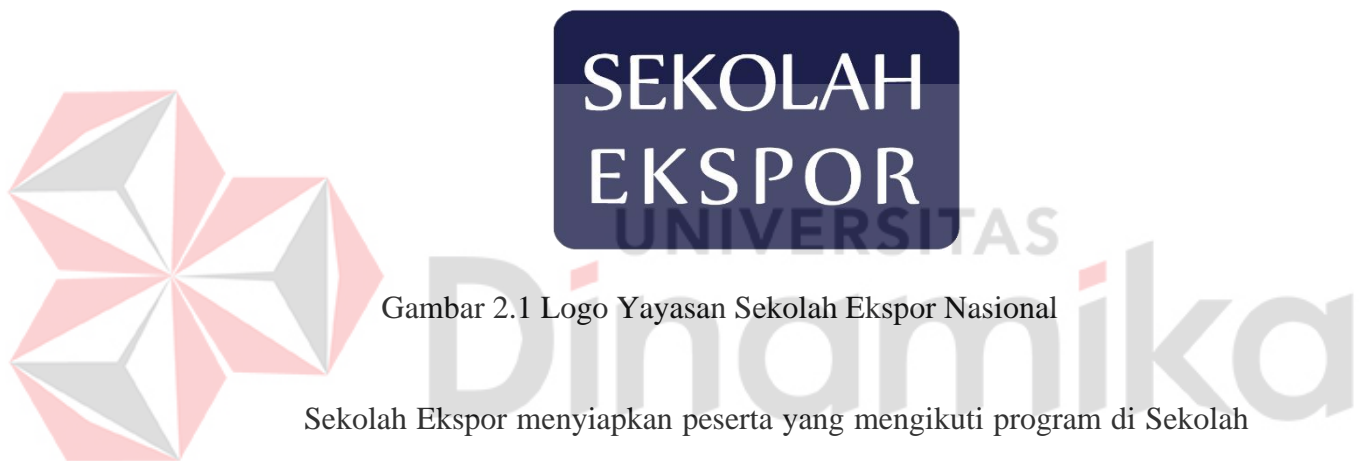 SEKOLAH
EKSPOR
UNIVERSITAS
Dinamika
Gambar 2.1 Logo Yayasan Sekolah Ekspor Nasional
Sekolah Ekspor menyiapkan peserta yang mengikuti program di Sekolah